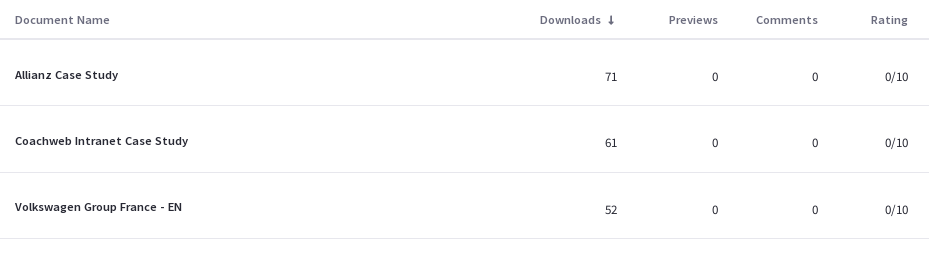 Document Name Downloads ↓ Previews Comments Rating
Allianz Case Study 71 0 0 0/10
Coachweb Intranet Case Study 61 0 0 0/10
Volkswagen Group France - EN 52 0 0 0/10